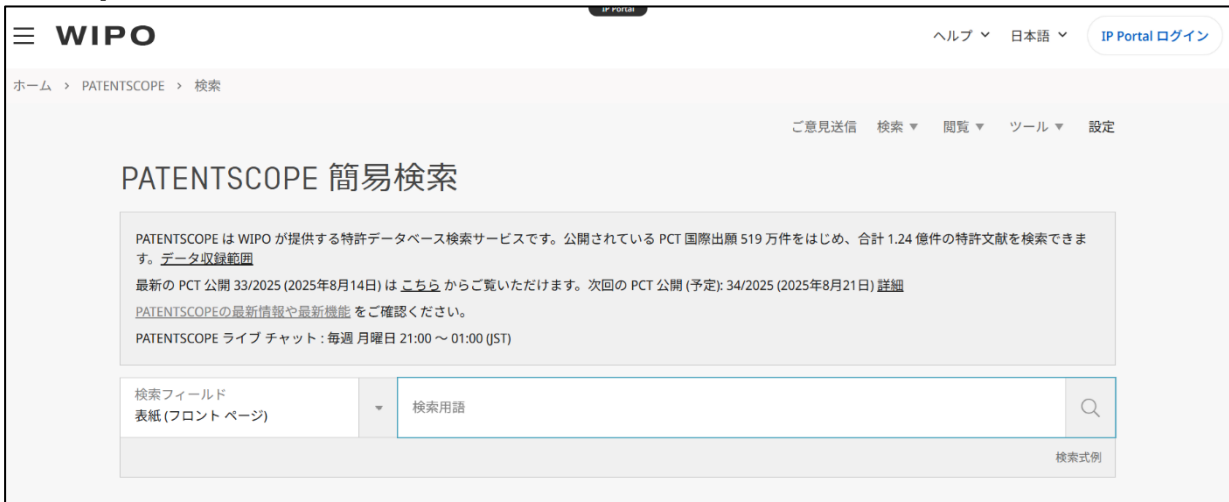 IP Portal
WIPO
ヘルプ 日本語 IP Portal ログイン
ホーム > PATENTSCOPE > 検索
ご意見送信 検索 ▼ 閲覧 ▼ ツール ▼ 設定
PATENTSCOPE 簡易検索
PATENTSCOPE は WIPO が提供する特許データベース検索サービスです。公開されている PCT 国際出願 519 万件をはじめ、合計 1.24 億件の特許文献を検索できま
す。データ収録範囲
最新の PCT 公開 33/2025 (2025年8月14日) は こちら からご覧いただけます。次回の PCT 公開 (予定): 34/2025 (2025年8月21日) 詳細
PATENTSCOPEの最新情報や最新機能 をご確認ください。
PATENTSCOPE ライブ チャット : 毎週 月曜日 21:00 ～ 01:00 (JST)
検索フィールド
表紙 (フロント ページ)
検索用語
検索式例